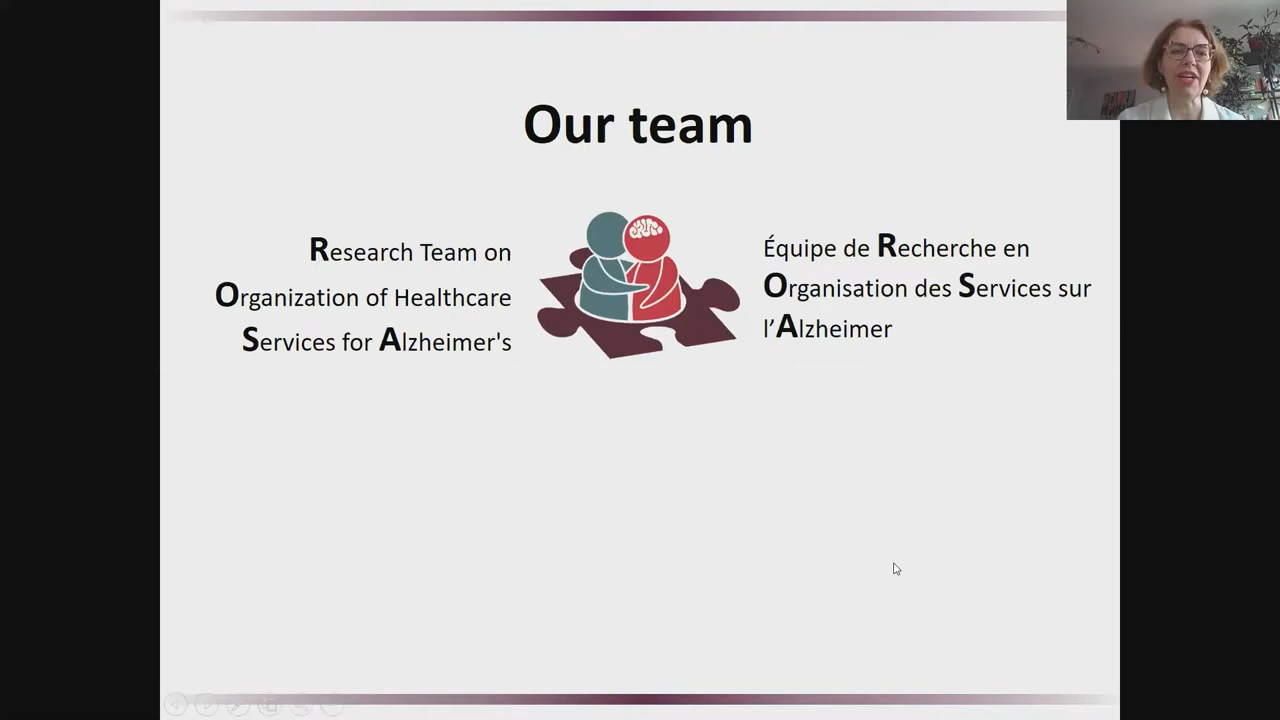 Our team
Research Team on
Organization of Healthcare
Services for Alzheimer's
Équipe de Recherche en
Organisation des Services sur
l’Alzheimer